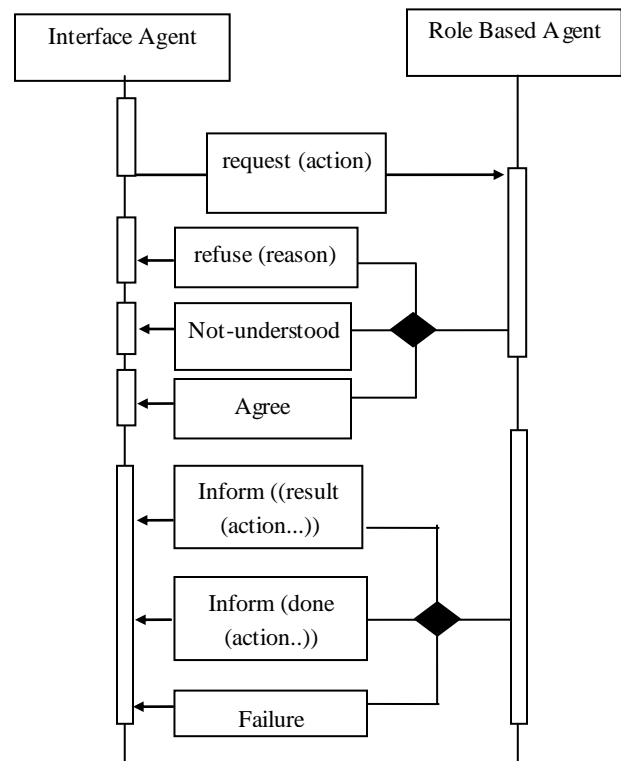 Interface Agent
Role Based Agent
request (action)
refuse (reason)
Not-understood
Agree
Inform ((result
(action...))
Inform (done
(action..))
Failure